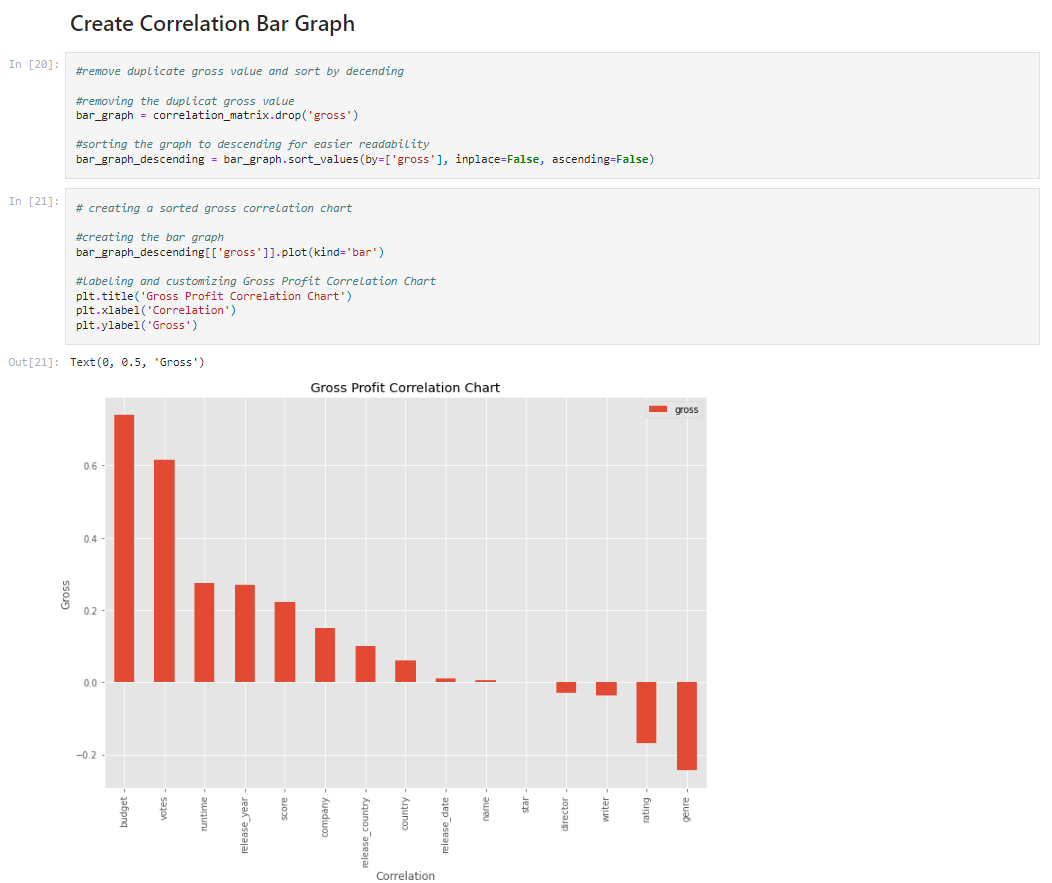 Create Correlation Bar Graph
In [20]:
#remove duplicate gross value and sort by decending
#removing the duplicat gross value
bar_graph = correlation_matrix.drop('gross')
#sorting the graph to descending for easier readability
bar_graph_descending = bar_graph.sort_values(by=['gross'], inplace=False, ascending=False)
In [21]:
# creating a sorted gross correlation chart
#creating the bar graph
bar_graph_descending[['gross']].plot(kind='bar')
#labeling and customizing Gross Profit Correlation Chart
plt.title('Gross Profit Correlation Chart')
plt.xlabel('Correlation')
plt.ylabel('Gross')
Out[21]: Text(0, 0.5, 'Gross')
Gross Profit Correlation Chart
gross
0.6
0.4
0.2
0.0
−0.2
Gross
budget
votes
runtime
release_year
score
company
release_country
country
release_date
name
star
director
writer
rating
genre
Correlation